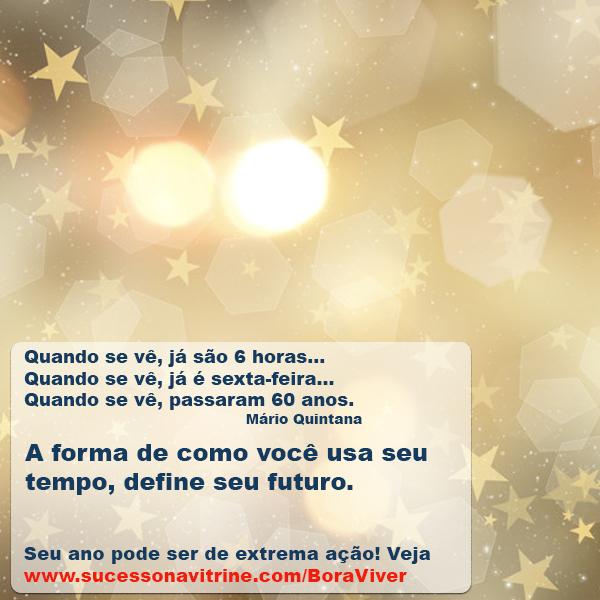 Quando se vê, já são 6 horas...
Quando se vê, já é sexta-feira...
Quando se vê, passaram 60 anos.
Mário Quintana
A forma de como você usa seu
tempo, define seu futuro.
Seu ano pode ser de extrema ação! Veja
www.sucessonavitrine.com/BoraViver